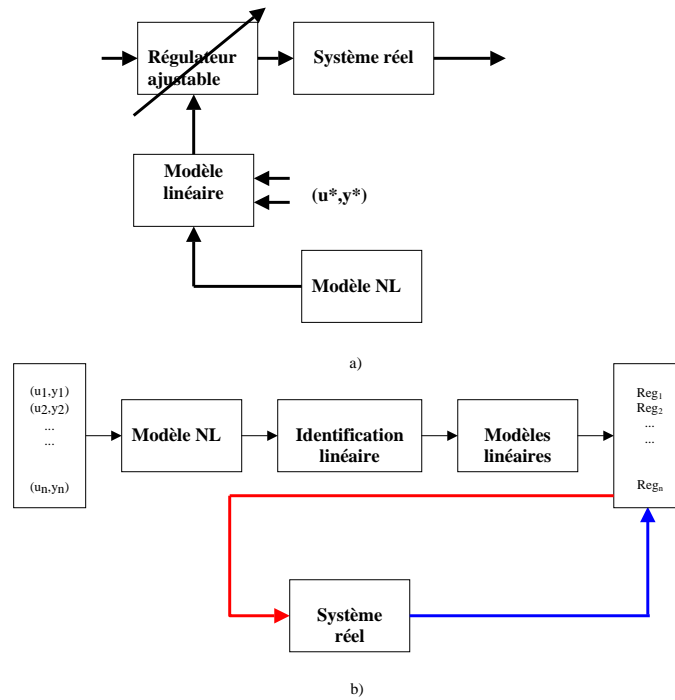 Régulateur
ajustable
Système réel
Modèle
linéaire
(u*,y*)
Modèle NL
a)
(u1,y1)
(u2,y2)
...
...
(un,yn)
Modèle NL
Identification
linéaire
Modèles
linéaires
Reg1
Reg2
...
...
Regn
Système
réel
b)